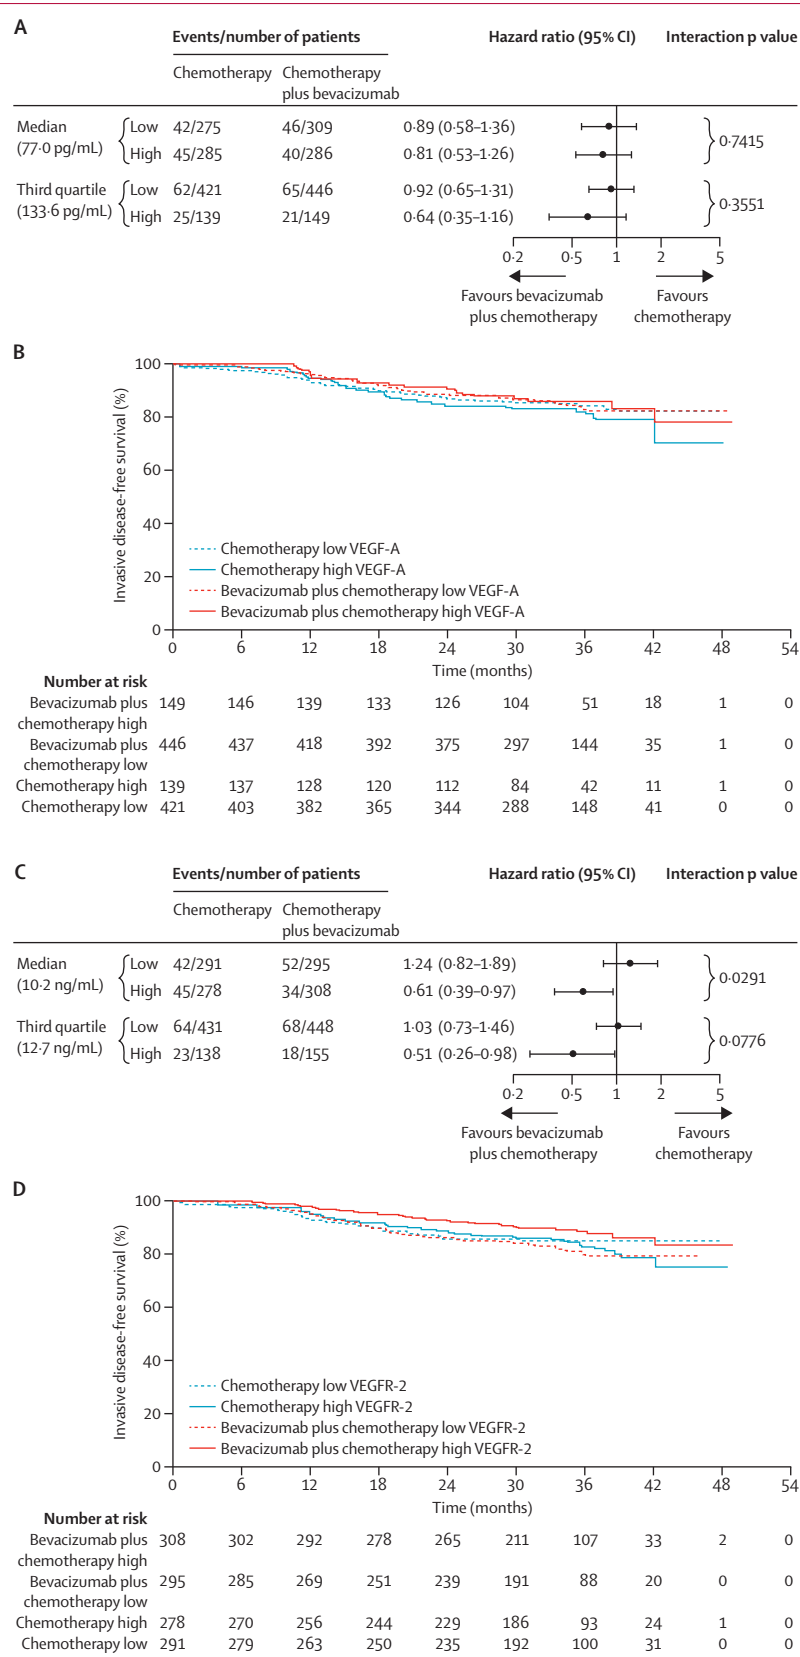 A
Events/number of patients Hazard ratio (95% CI) Interaction p value
Chemotherapy Chemotherapy plus bevacizumab
Median (77·0 pg/mL)
Low 42/275 46/309 0·89 (0·58–1·36)
High 45/285 40/286 0·81 (0·53–1·26)
0·7415
Third quartile (133·6 pg/mL)
Low 62/421 65/446 0·92 (0·65–1·31)
High 25/139 21/149 0·64 (0·35–1·16)
0·3551
0·2 0·5 1 2 5
Favours bevacizumab plus chemotherapy
Favours chemotherapy
B
Invasive disease-free survival (%)
100
80
60
40
20
0
Chemotherapy low VEGF-A
Chemotherapy high VEGF-A
Bevacizumab plus chemotherapy low VEGF-A
Bevacizumab plus chemotherapy high VEGF-A
0 6 12 18 24 30 36 42 48 54
Time (months)
Number at risk
Bevacizumab plus chemotherapy high 149 146 139 133 126 104 51 18 1 0
Bevacizumab plus chemotherapy low 446 437 418 392 375 297 144 35 1 0
Chemotherapy high 139 137 128 120 112 84 42 11 1 0
Chemotherapy low 421 403 382 365 344 288 148 41 0 0
C
Events/number of patients Hazard ratio (95% CI) Interaction p value
Chemotherapy Chemotherapy plus bevacizumab
Median (10·2 ng/mL)
Low 42/291 52/295 1·24 (0·82–1·89)
High 45/278 34/308 0·61 (0·39–0·97)
0·0291
Third quartile (12·7 ng/mL)
Low 64/431 68/448 1·03 (0·73–1·46)
High 23/138 18/155 0·51 (0·26–0·98)
0·0776
0·2 0·5 1 2 5
Favours bevacizumab plus chemotherapy
Favours chemotherapy
D
Invasive disease-free survival (%)
100
80
60
40
20
0
Chemotherapy low VEGFR-2
Chemotherapy high VEGFR-2
Bevacizumab plus chemotherapy low VEGFR-2
Bevacizumab plus chemotherapy high VEGFR-2
0 6 12 18 24 30 36 42 48 54
Time (months)
Number at risk
Bevacizumab plus chemotherapy high 308 302 292 278 265 211 107 33 2 0
Bevacizumab plus chemotherapy low 295 285 269 251 239 191 88 20 0 0
Chemotherapy high 278 270 256 244 229 186 93 24 1 0
Chemotherapy low 291 279 263 250 235 192 100 31 0 0